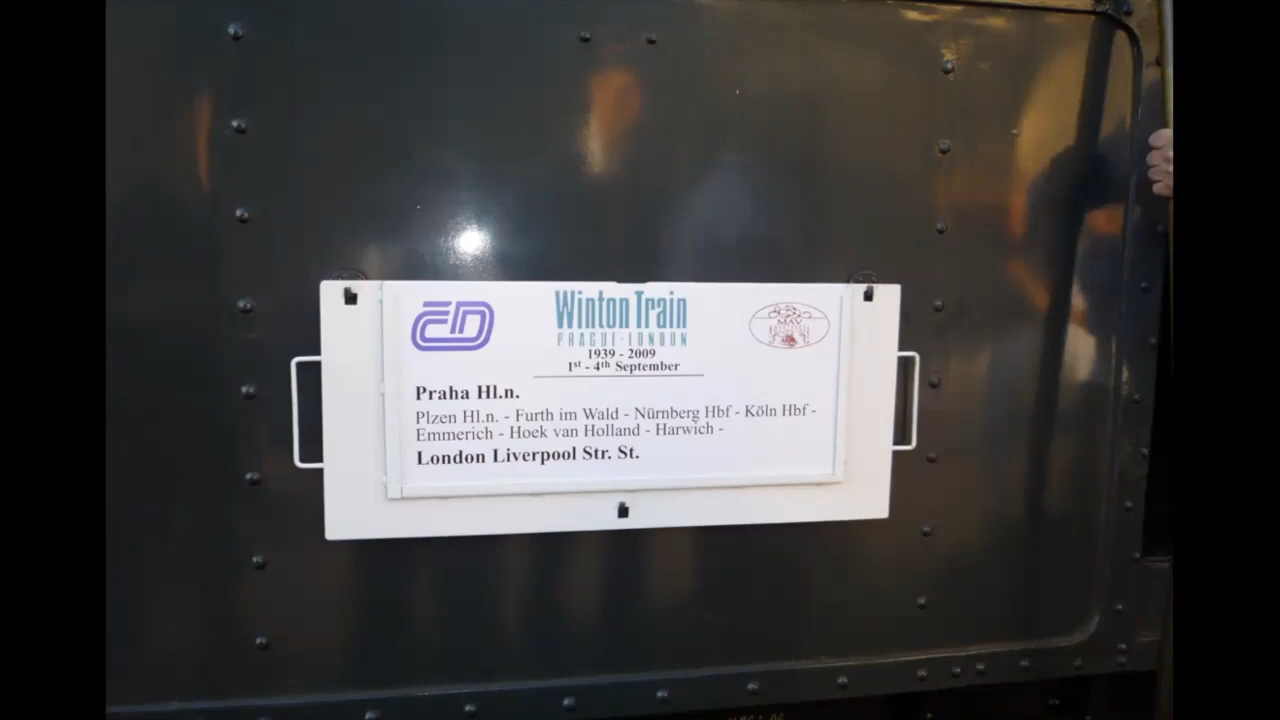 ČD
Winton Train
PRAGUE - LONDON
MAV
1939 - 2009
1st - 4th September
Praha Hl.n.
Plzen Hl.n. - Furth im Wald - Nürnberg Hbf - Köln Hbf -
Emmerich - Hoek van Holland - Harwich -
London Liverpool Str. St.